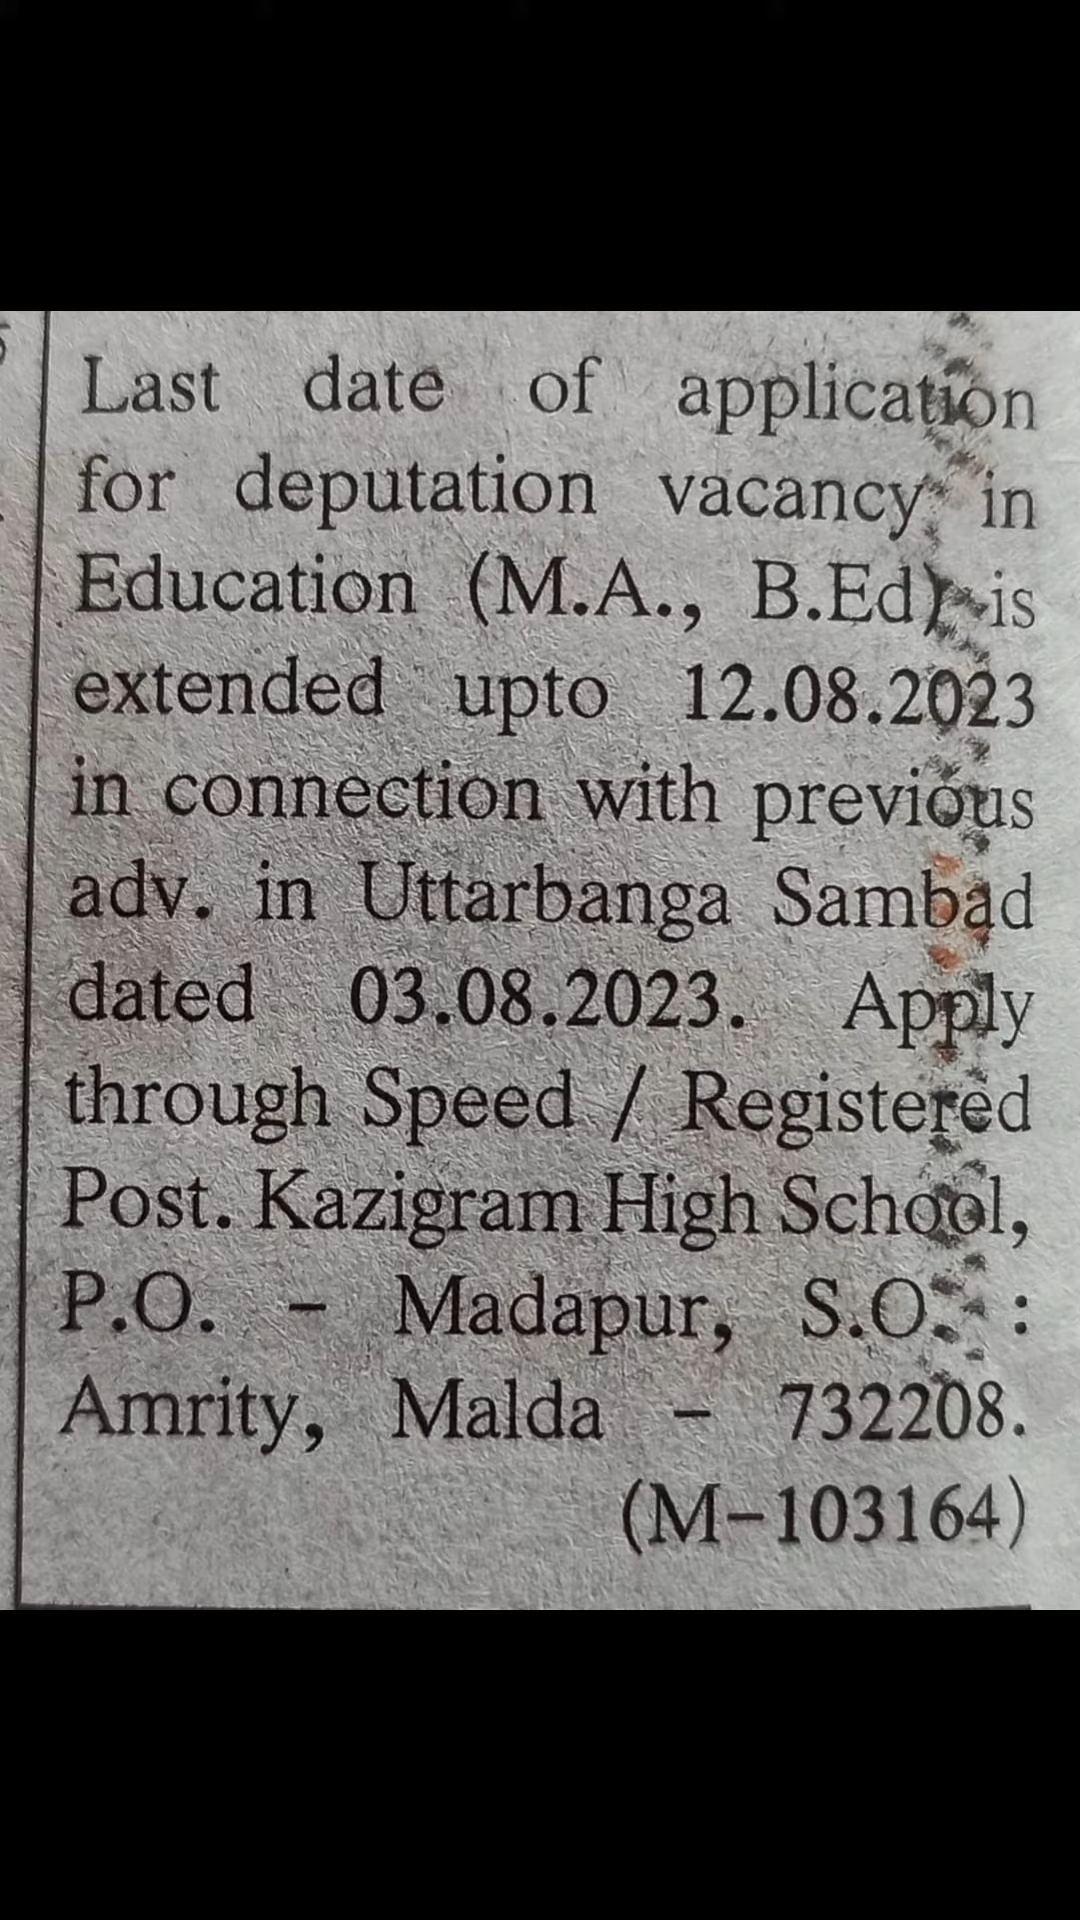 Last date of application
for deputation vacancy in
Education (M.A., B.Ed) is
extended upto 12.08.2023
in connection with previous
adv. in Uttarbanga Sambad
dated 03.08.2023. Apply
through Speed / Registered
Post. Kazigram High School,
P.O. – Madapur, S.O. :
Amrity, Malda – 732208.
(M–103164)